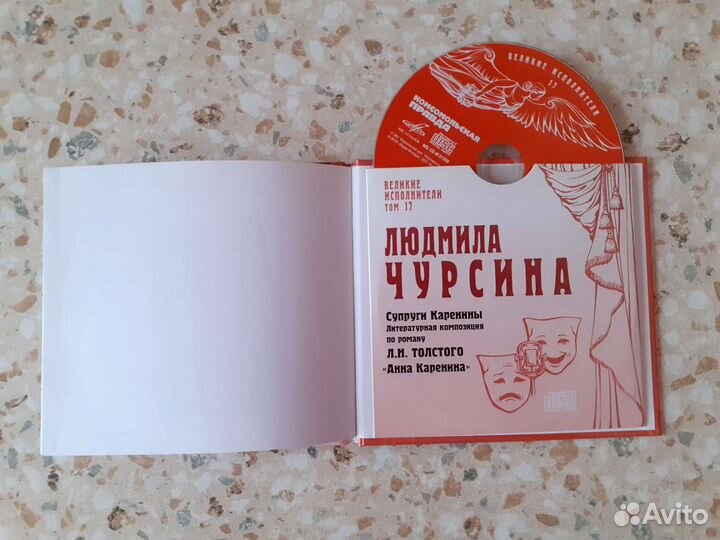 ВЕЛИКИЕ ИСПОЛНИТЕЛИ
17
КОМСОМОЛЬСКАЯ
ПРАВДА
ВЕЛИКИЕ
ИСПОЛНИТЕЛИ
ТОМ 17
ЛЮДМИЛА
ЧУРСИНА
Супруги Каренины
Литературная композиция
по роману
Л.Н. ТОЛСТОГО
«Анна Каренина»
Avito